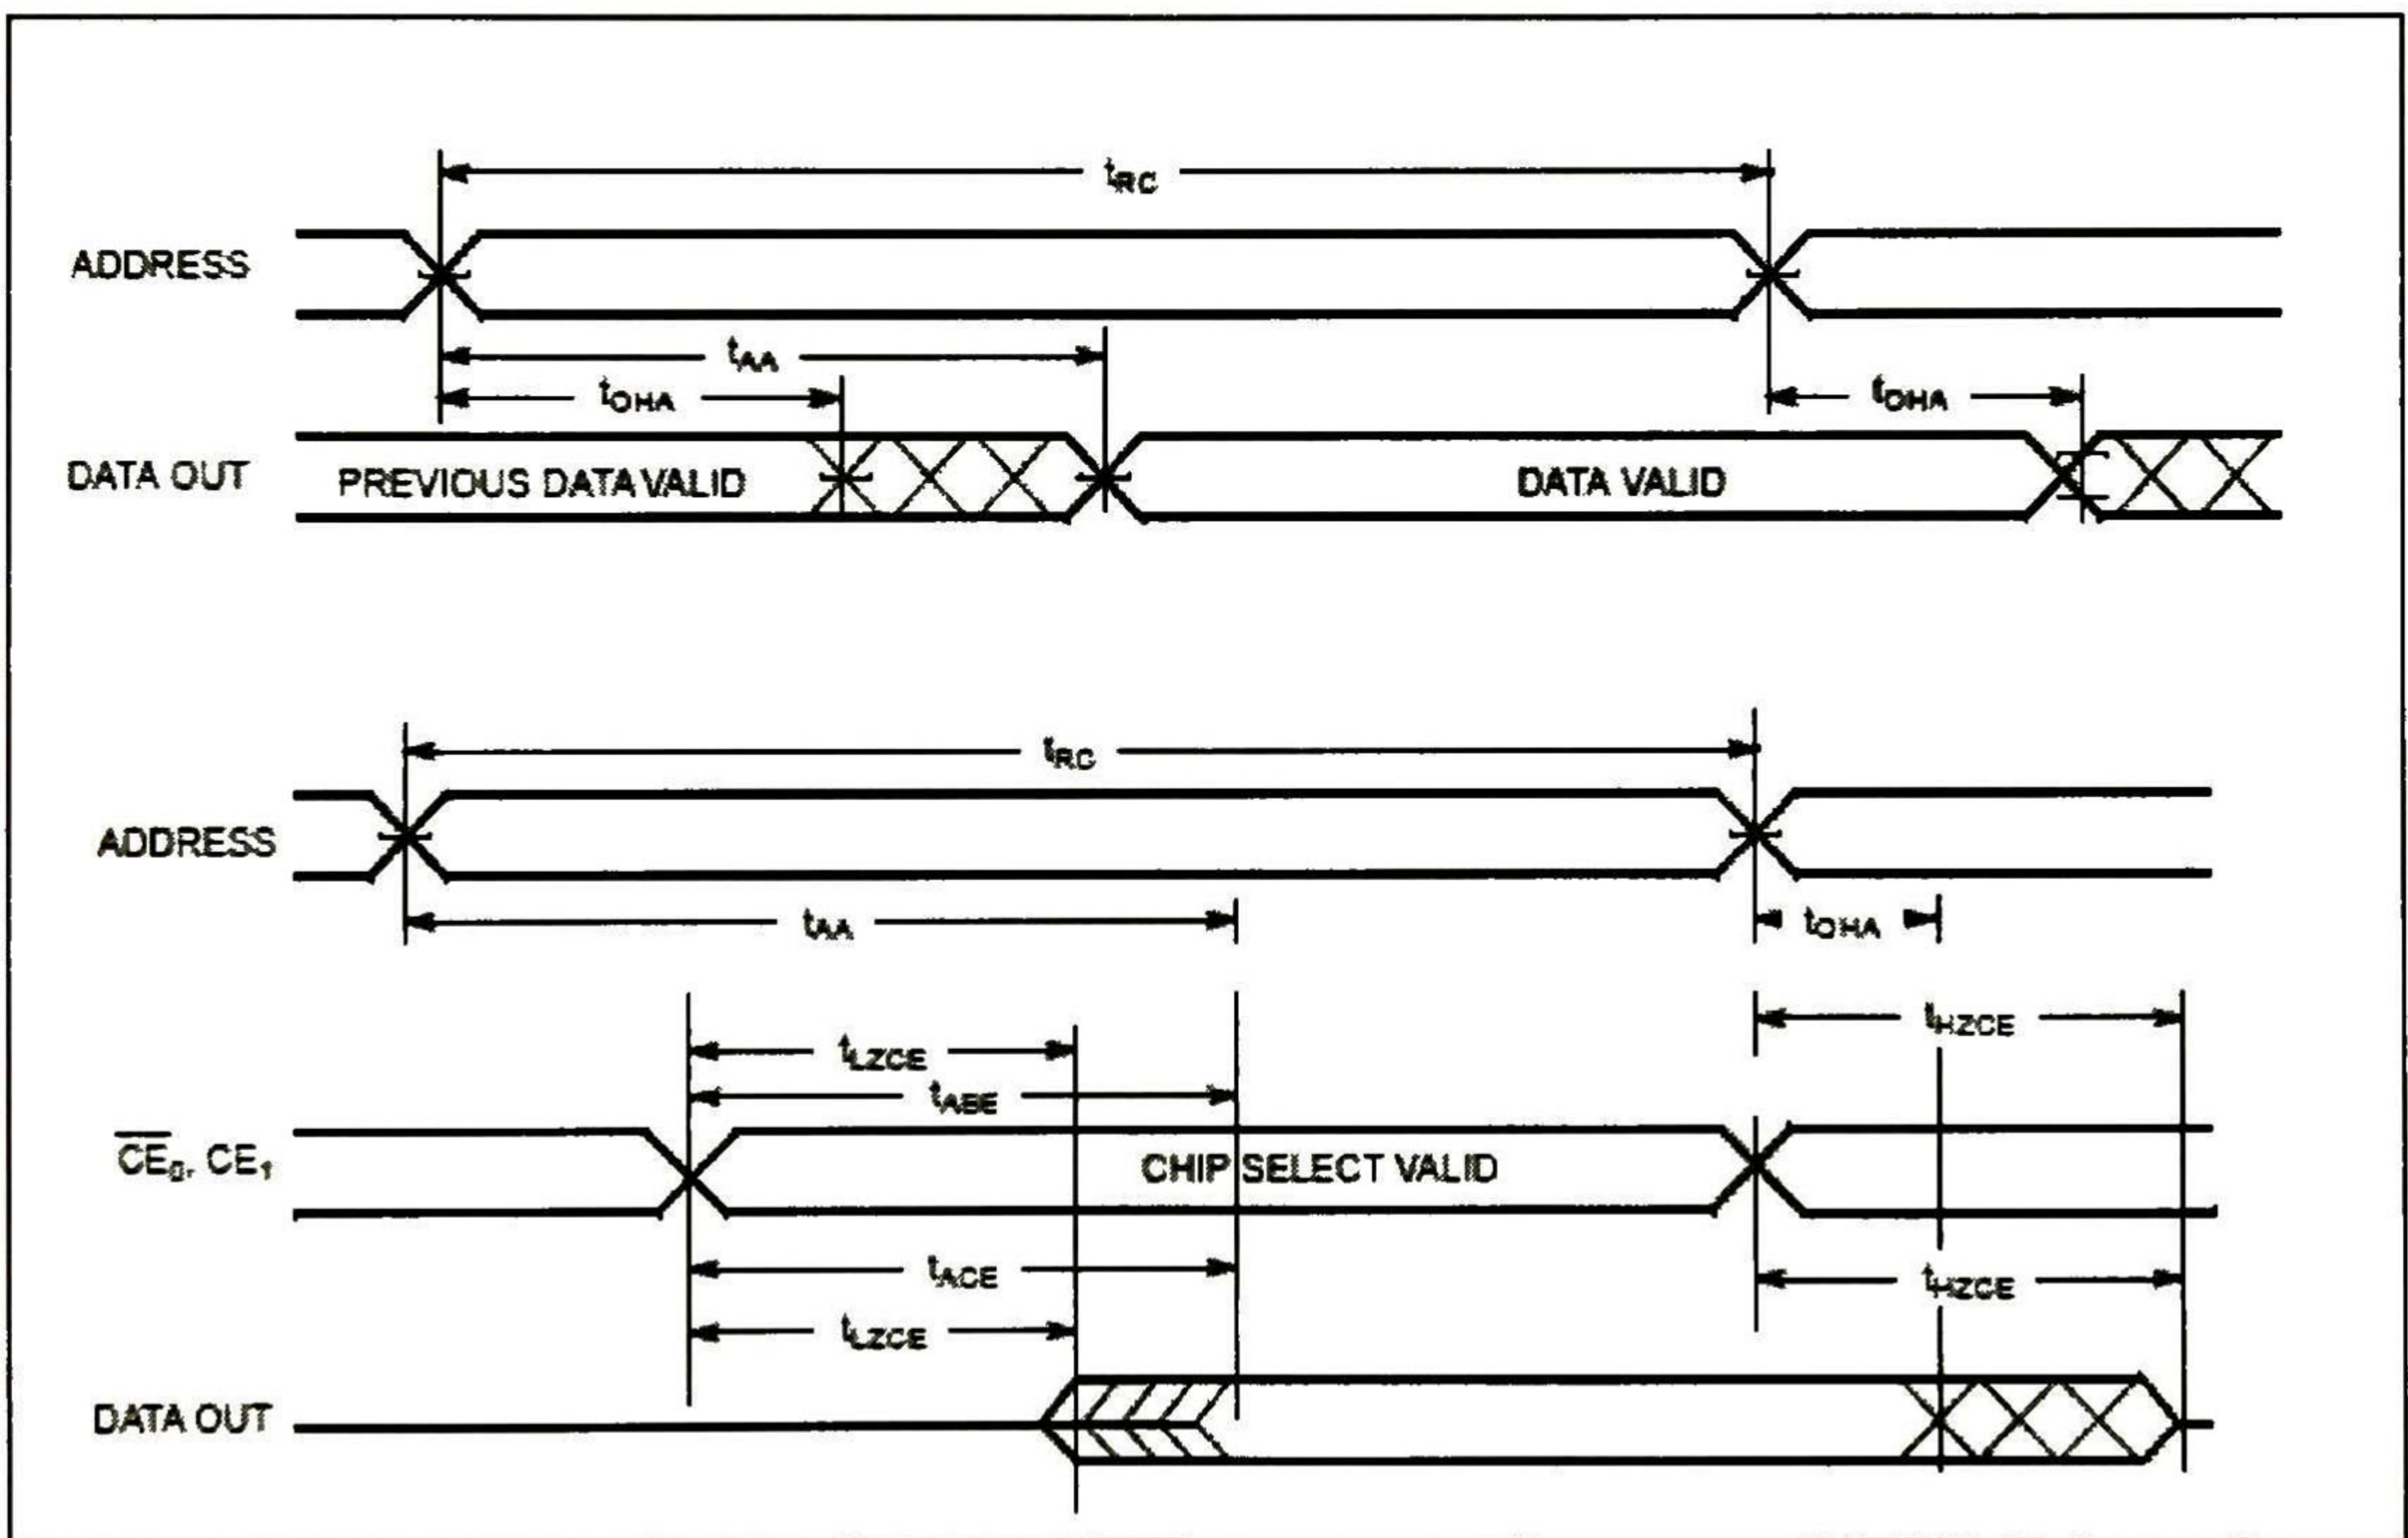 tRC
ADDRESS
tAA
tOHA tOHA
DATA OUT PREVIOUS DATA VALID DATA VALID
tRC
ADDRESS
tAA tOHA
tHZCE
tLZCE
tABE
CE0, CE1 CHIP SELECT VALID
tACE tHZCE
tLZCE
DATA OUT